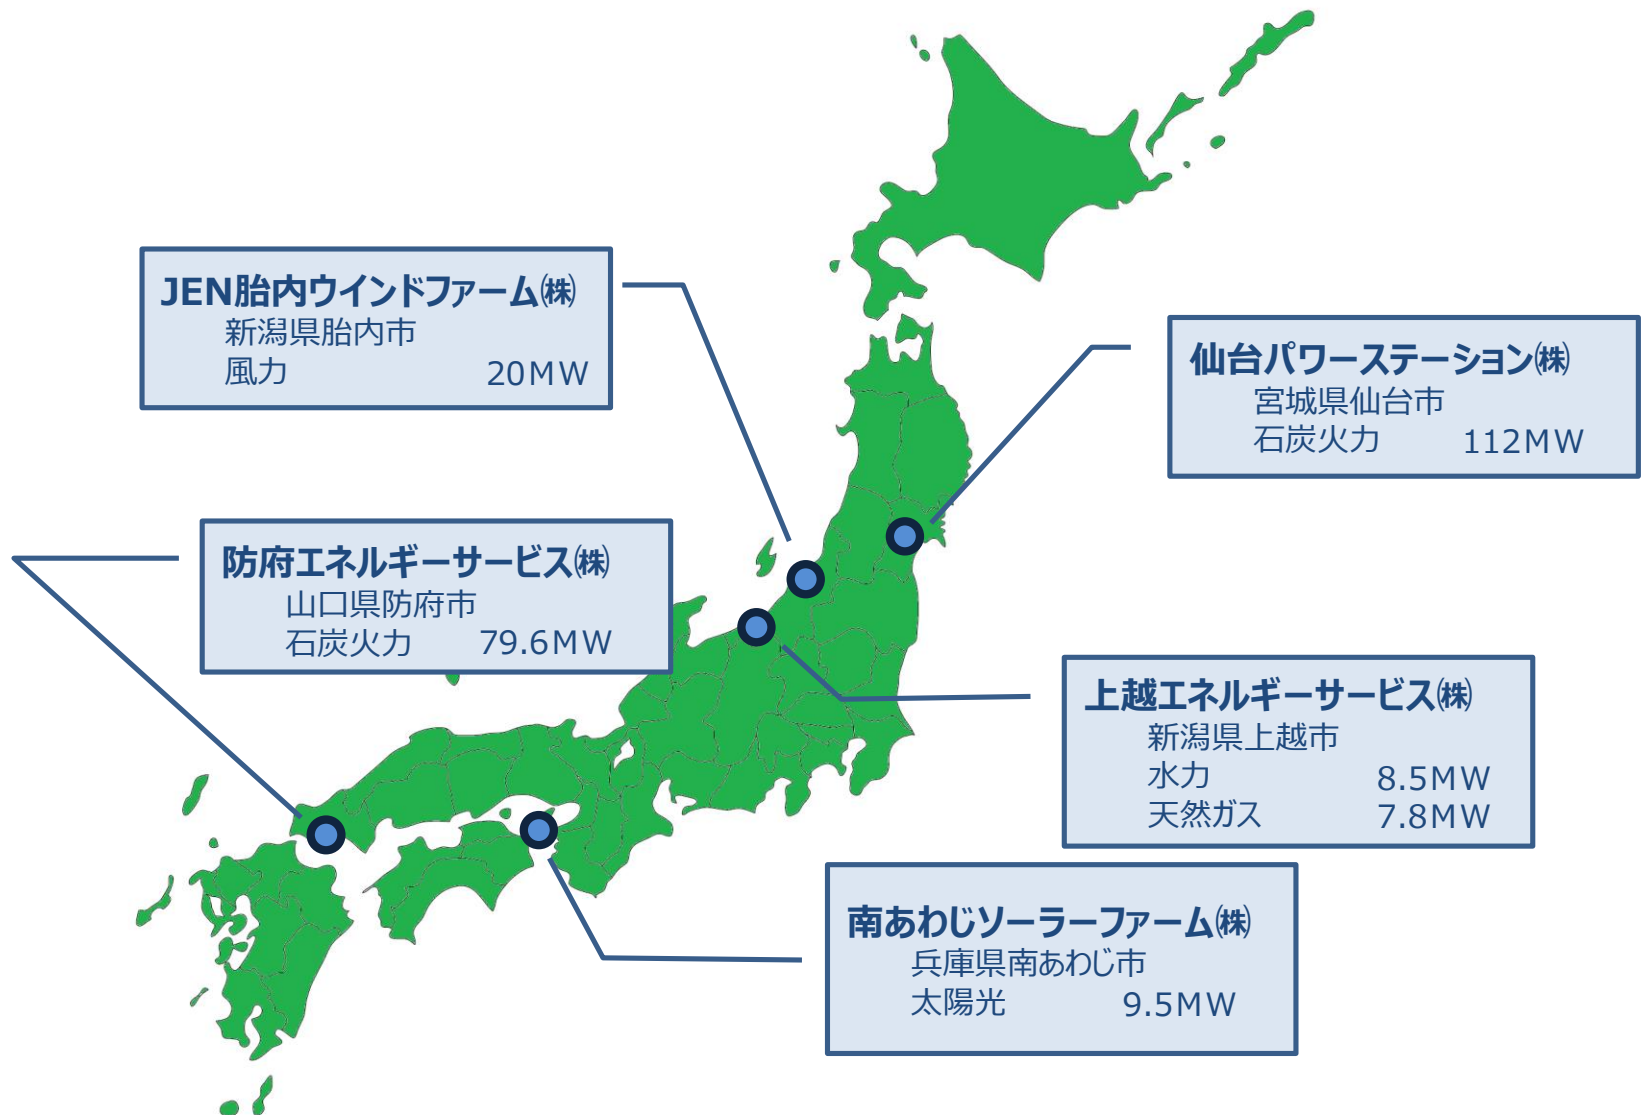 JEN胎内ウインドファーム㈱
新潟県胎内市
風力 20MW
仙台パワーステーション㈱
宮城県仙台市
石炭火力 112MW
防府エネルギーサービス㈱
山口県防府市
石炭火力 79.6MW
上越エネルギーサービス㈱
新潟県上越市
水力 8.5MW
天然ガス 7.8MW
南あわじソーラーファーム㈱
兵庫県南あわじ市
太陽光 9.5MW